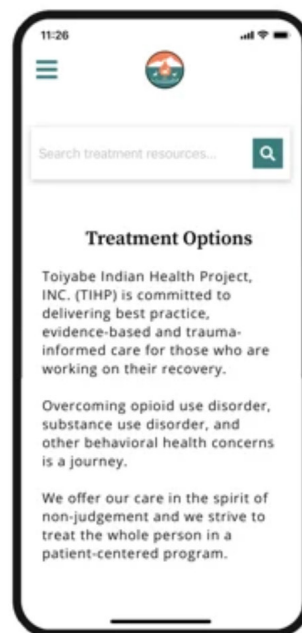 11:26
Search treatment resources...
Treatment Options
Toiyabe Indian Health Project,
INC. (TIHP) is committed to
delivering best practice,
evidence-based and trauma-
informed care for those who are
working on their recovery.
Overcoming opioid use disorder,
substance use disorder, and
other behavioral health concerns
is a journey.
We offer our care in the spirit of
non-judgement and we strive to
treat the whole person in a
patient-centered program.